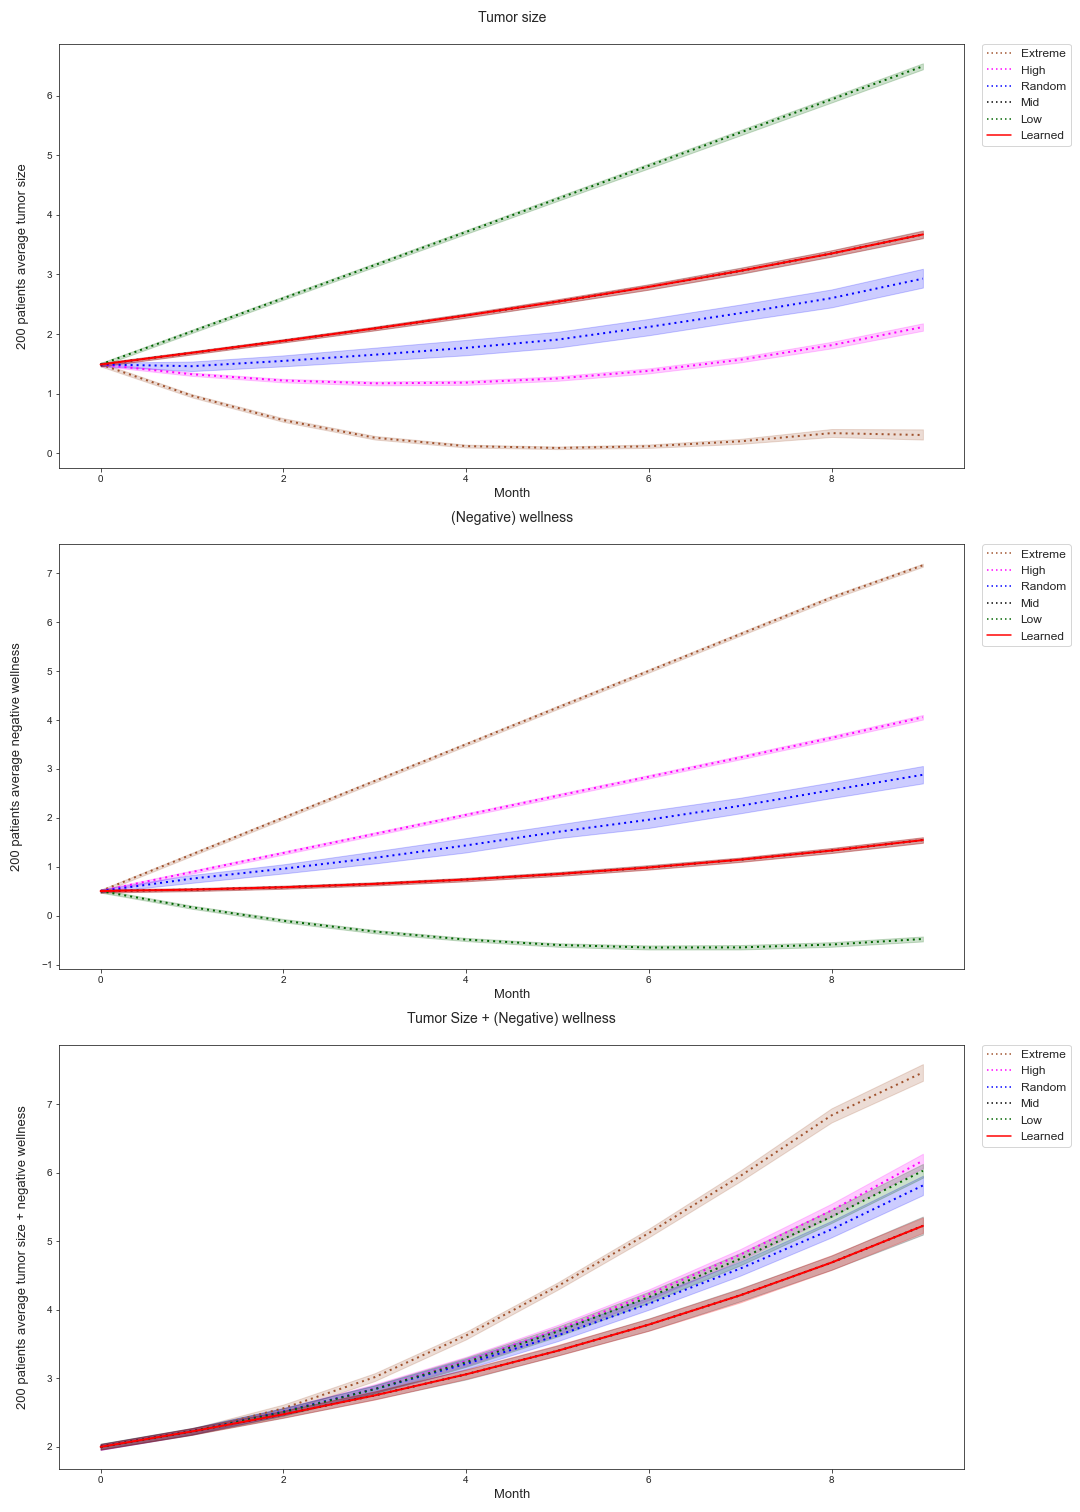 Tumor size
200 patients average tumor size
6
5
4
3
2
1
0
0 2 4 6 8
Month
Extreme
High
Random
Mid
Low
Learned
(Negative) wellness
200 patients average negative wellness
7
6
5
4
3
2
1
0
−1
0 2 4 6 8
Month
Extreme
High
Random
Mid
Low
Learned
Tumor Size + (Negative) wellness
200 patients average tumor size + negative wellness
7
6
5
4
3
2
0 2 4 6 8
Month
Extreme
High
Random
Mid
Low
Learned